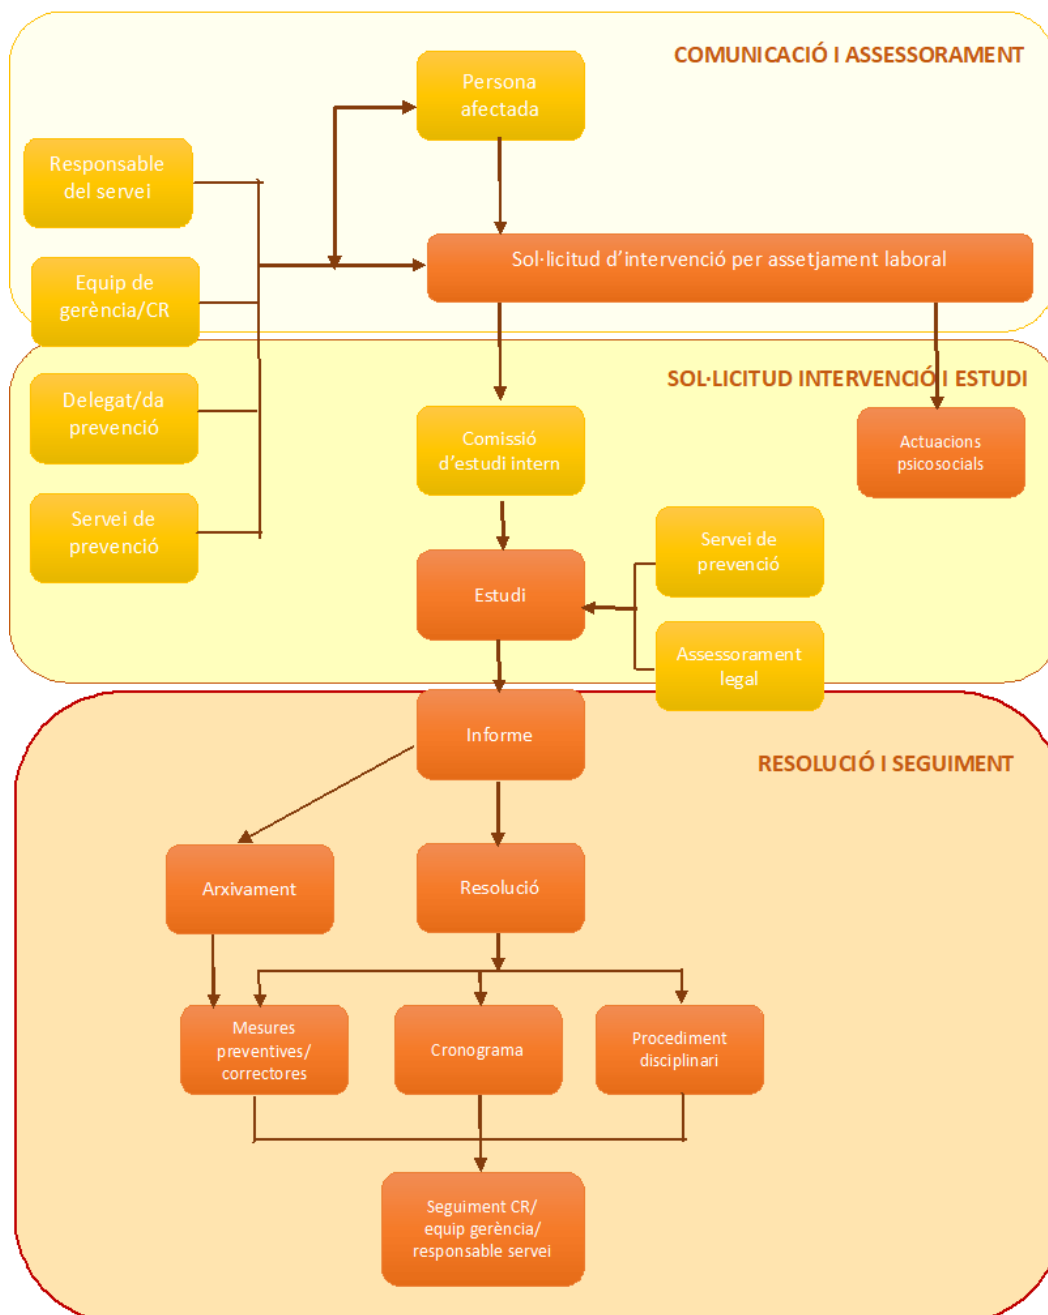 COMUNICACIÓ I ASSESSORAMENT
Persona
afectada
Responsable
del servei
Sol·licitud d'intervenció per assetjament laboral
Equip de
gerència/CR
SOL·LICITUD INTERVENCIÓ I ESTUDI
Delegat/da
prevenció
Comissió
d'estudi intern
Actuacions
psicosocials
Servei de
prevenció
Servei de
prevenció
Estudi
Assessorament
legal
Informe
RESOLUCIÓ I SEGUIMENT
Arxivament
Resolució
Mesures
preventives/
correctores
Cronograma
Procediment
disciplinari
Seguiment CR/
equip gerència/
responsable servei